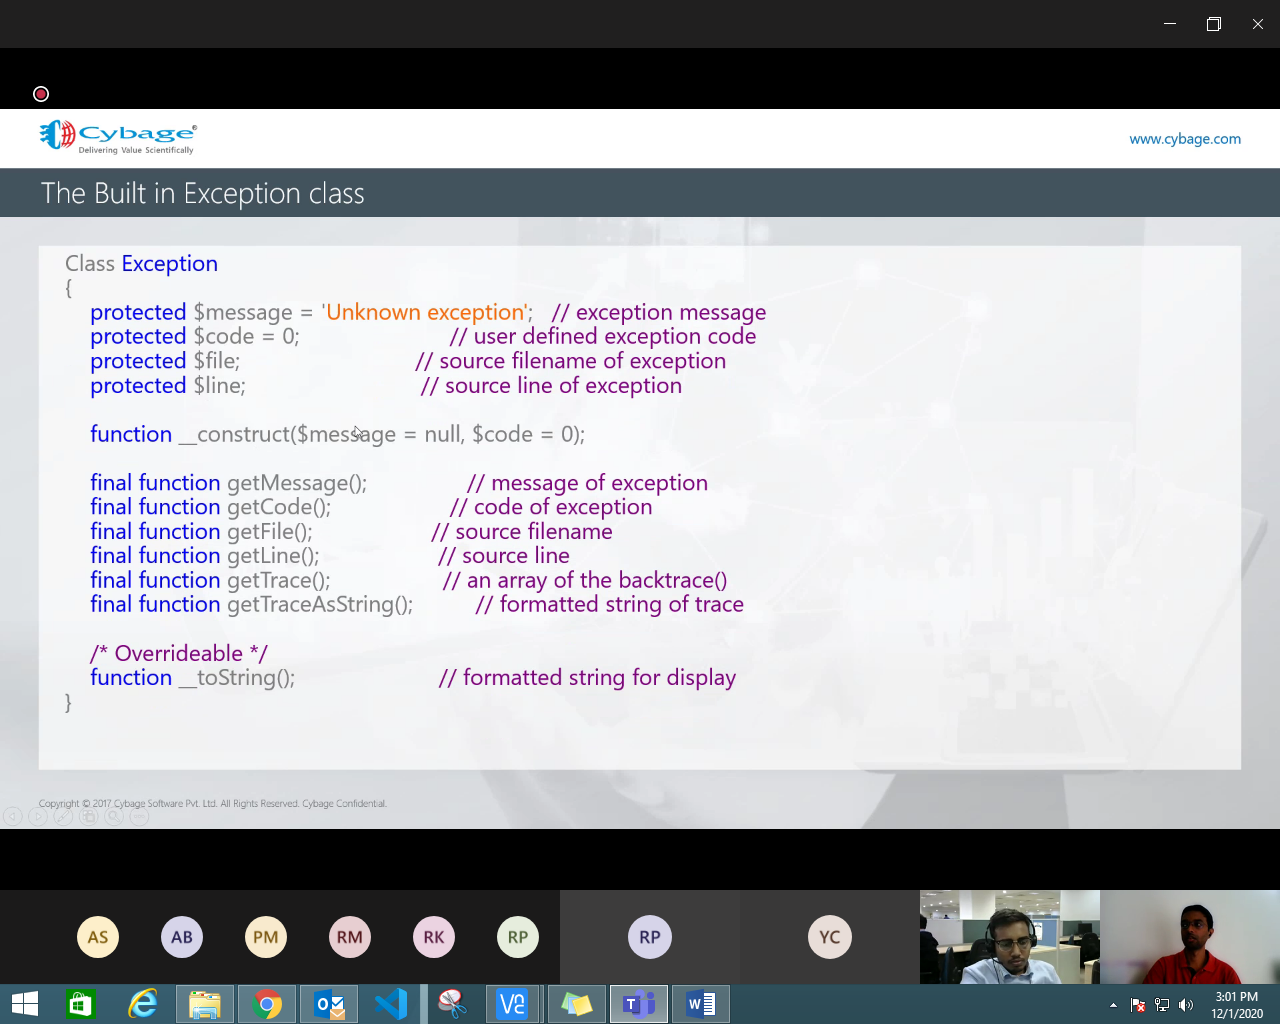 Cybage®
Delivering Value Scientifically
www.cybage.com
The Built in Exception class
Class Exception
{
protected $message = 'Unknown exception'; // exception message
protected $code = 0; // user defined exception code
protected $file; // source filename of exception
protected $line; // source line of exception
function __construct($message = null, $code = 0);
final function getMessage(); // message of exception
final function getCode(); // code of exception
final function getFile(); // source filename
final function getLine(); // source line
final function getTrace(); // an array of the backtrace()
final function getTraceAsString(); // formatted string of trace
/* Overrideable */
function __toString(); // formatted string for display
}
Copyright © 2017 Cybage Software Pvt. Ltd. All Rights Reserved. Cybage Confidential.
AS AB PM RM RK RP RP YC
3:01 PM
12/1/2020